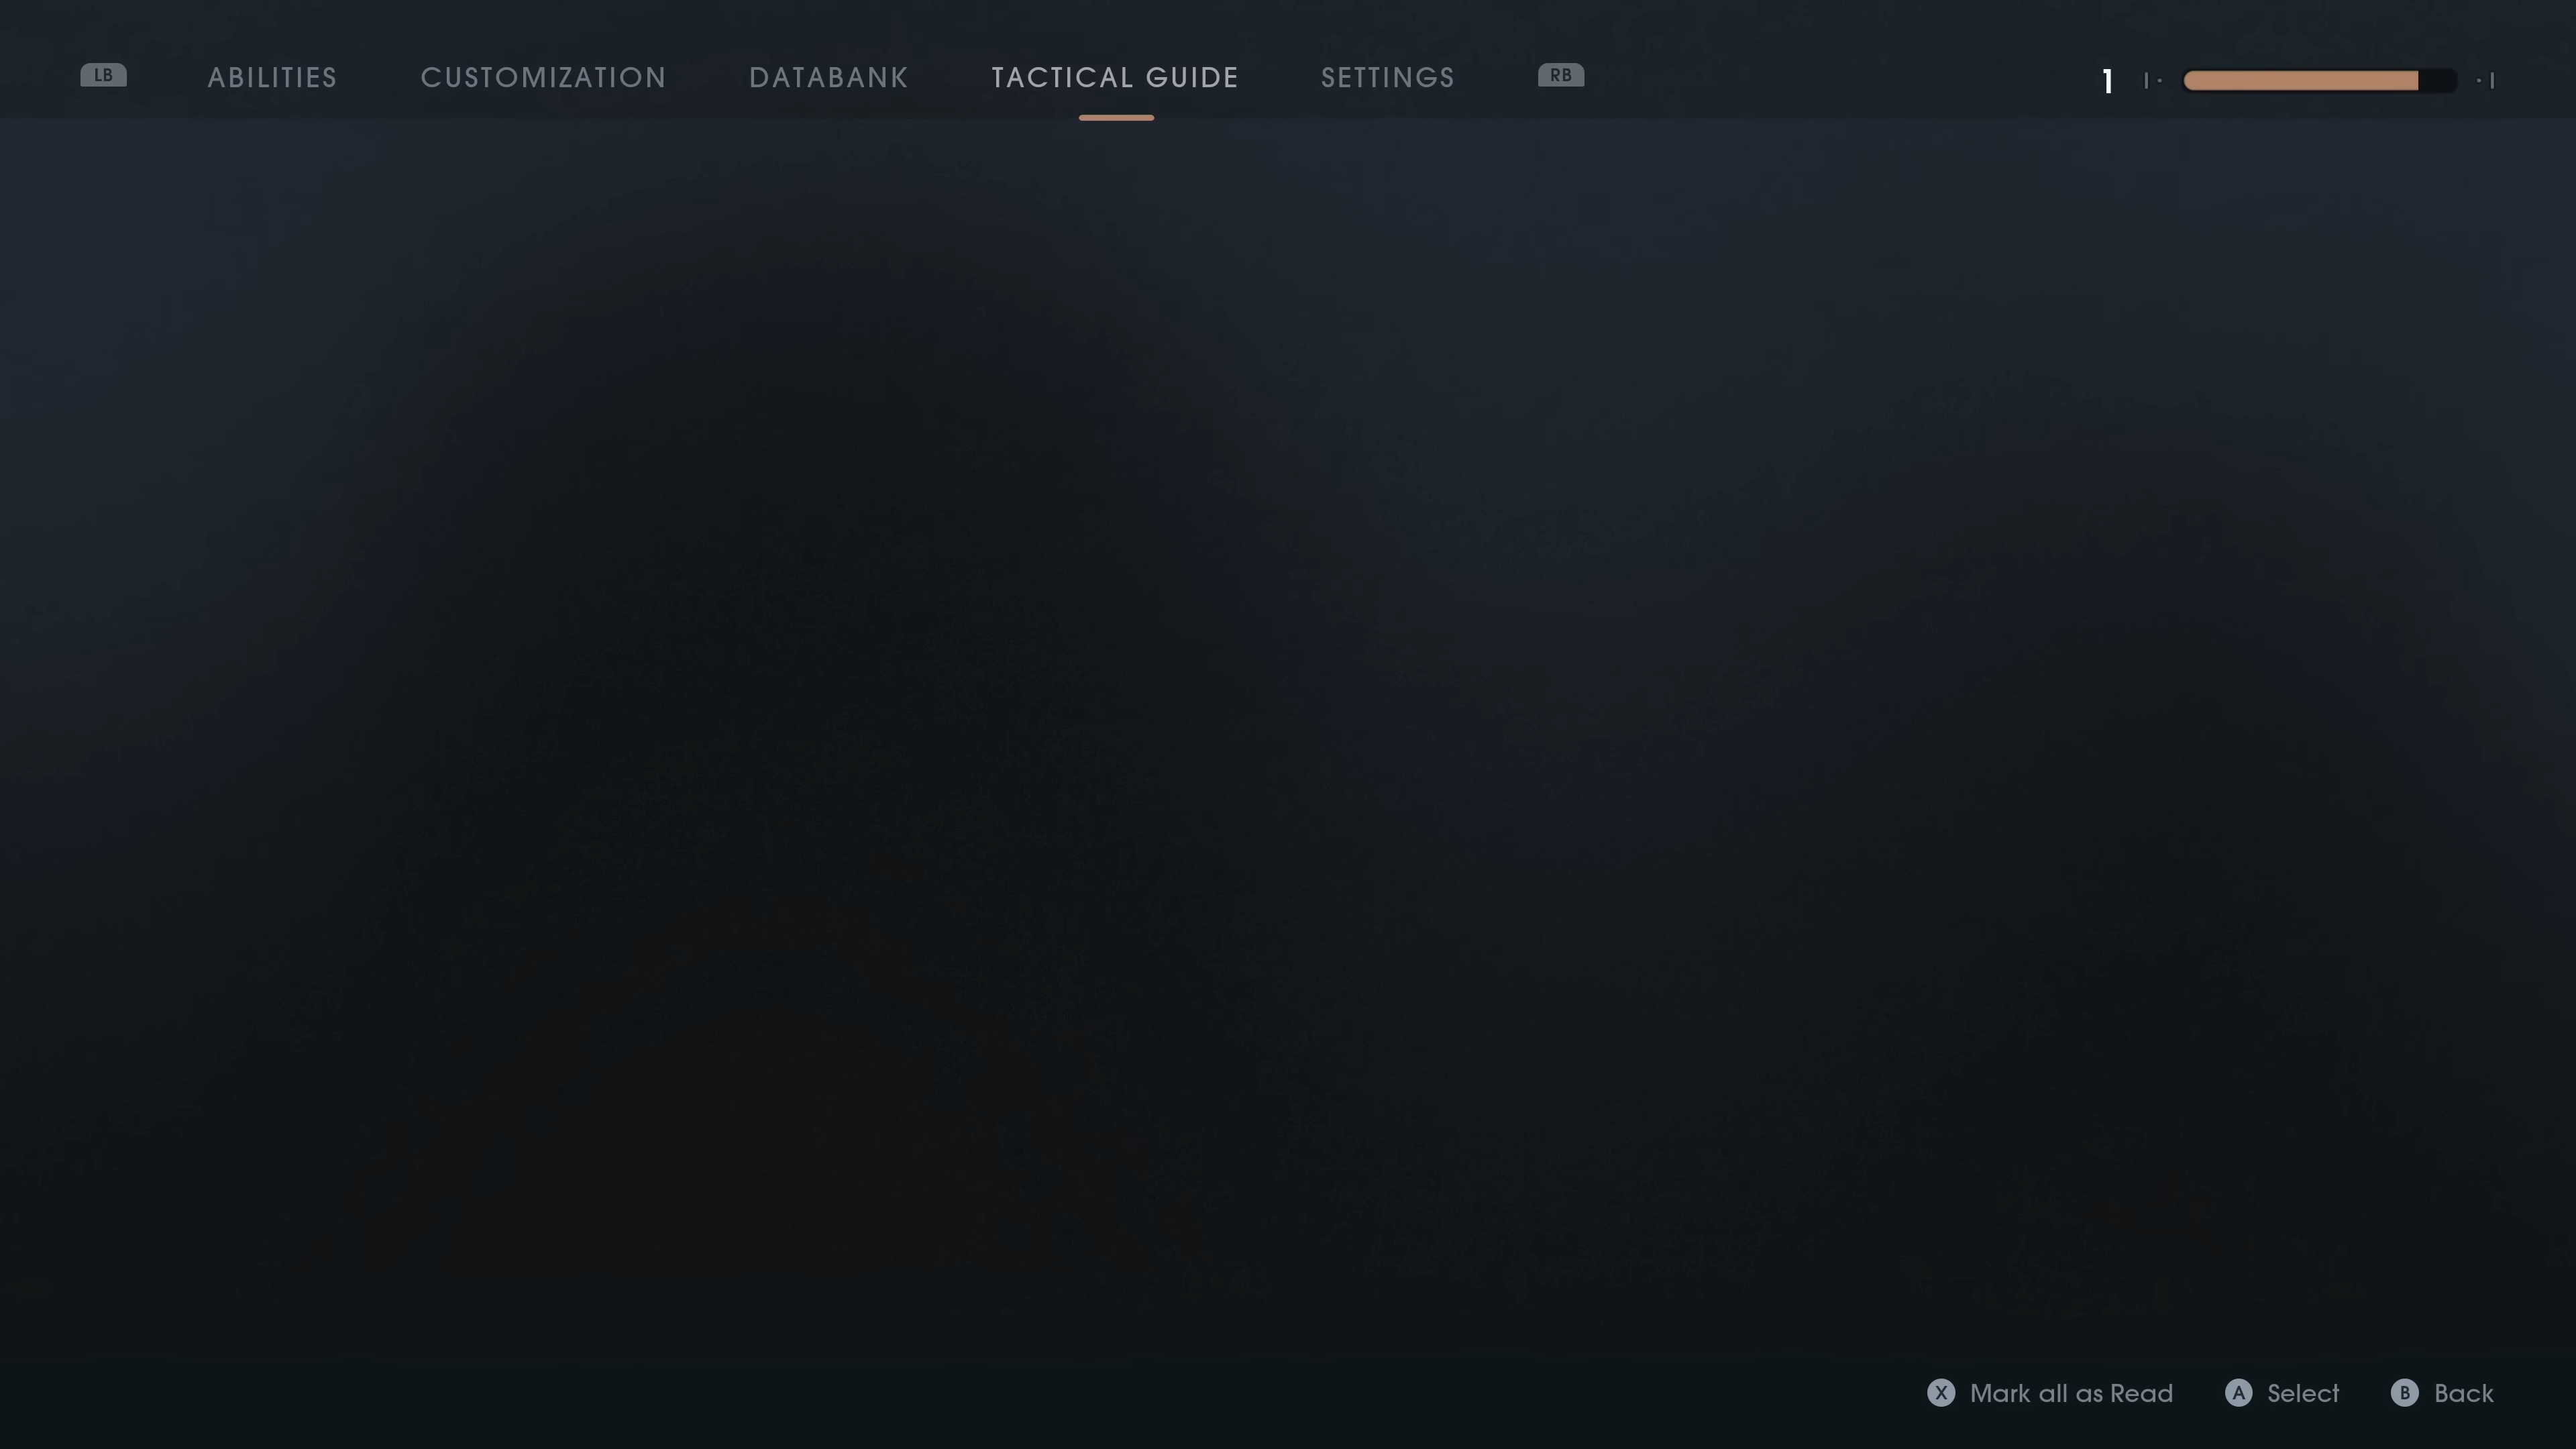 LB ABILITIES CUSTOMIZATION DATABANK TACTICAL GUIDE SETTINGS RB 1
X Mark all as Read A Select B Back